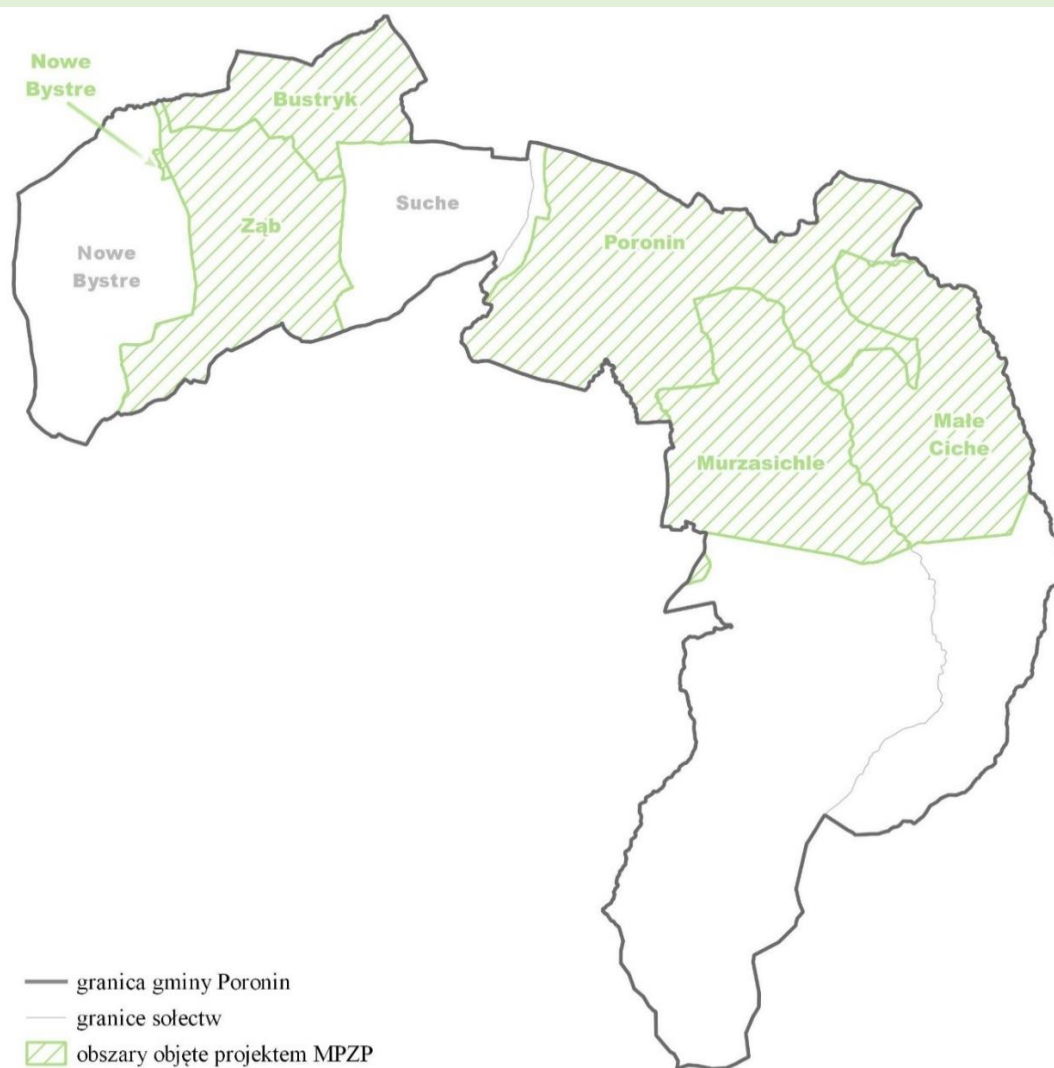 Nowe
Bystre
Bustryk
Suche
Ząb
Poronin
Nowe
Bystre
Małe
Ciche
Murzasichle
granica gminy Poronin
granice sołectw
obszary objęte projektem MPZP